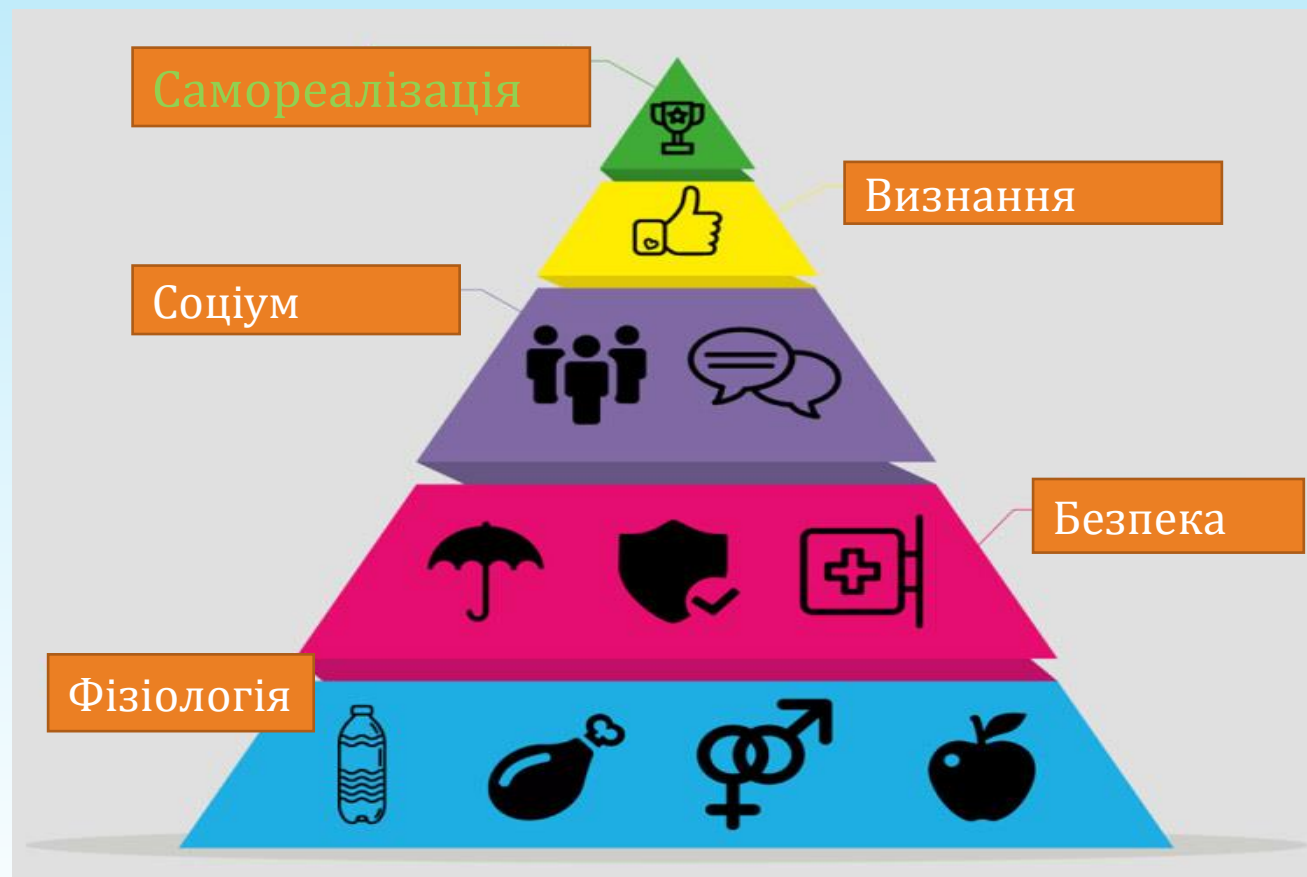 Самореалізація
Визнання
Соціум
Безпека
Фізіологія